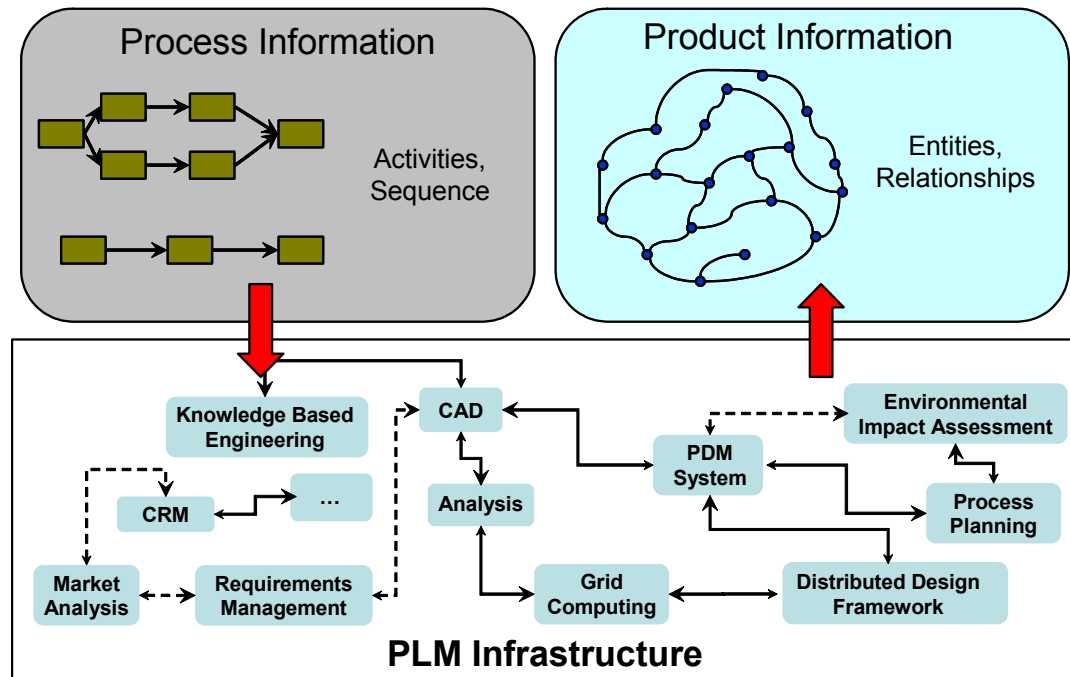 Process Information
Activities,
Sequence
Product Information
Entities,
Relationships
Knowledge Based
Engineering
CAD
Environmental
Impact Assessment
PDM
System
CRM
...
Analysis
Process
Planning
Market
Analysis
Requirements
Management
Grid
Computing
Distributed Design
Framework
PLM Infrastructure